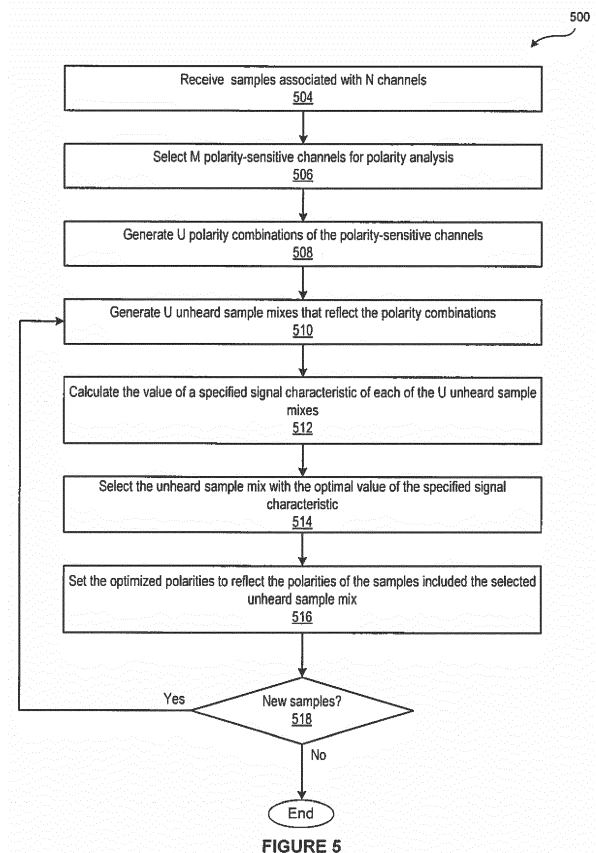 500
Receive samples associated with N channels
504
Select M polarity-sensitive channels for polarity analysis
506
Generate U polarity combinations of the polarity-sensitive channels
508
Generate U unheard sample mixes that reflect the polarity combinations
510
Calculate the value of a specified signal characteristic of each of the U unheard sample
mixes
512
Select the unheard sample mix with the optimal value of the specified signal
characteristic
514
Set the optimized polarities to reflect the polarities of the samples included the selected
unheard sample mix
516
Yes
New samples?
518
No
End
FIGURE 5